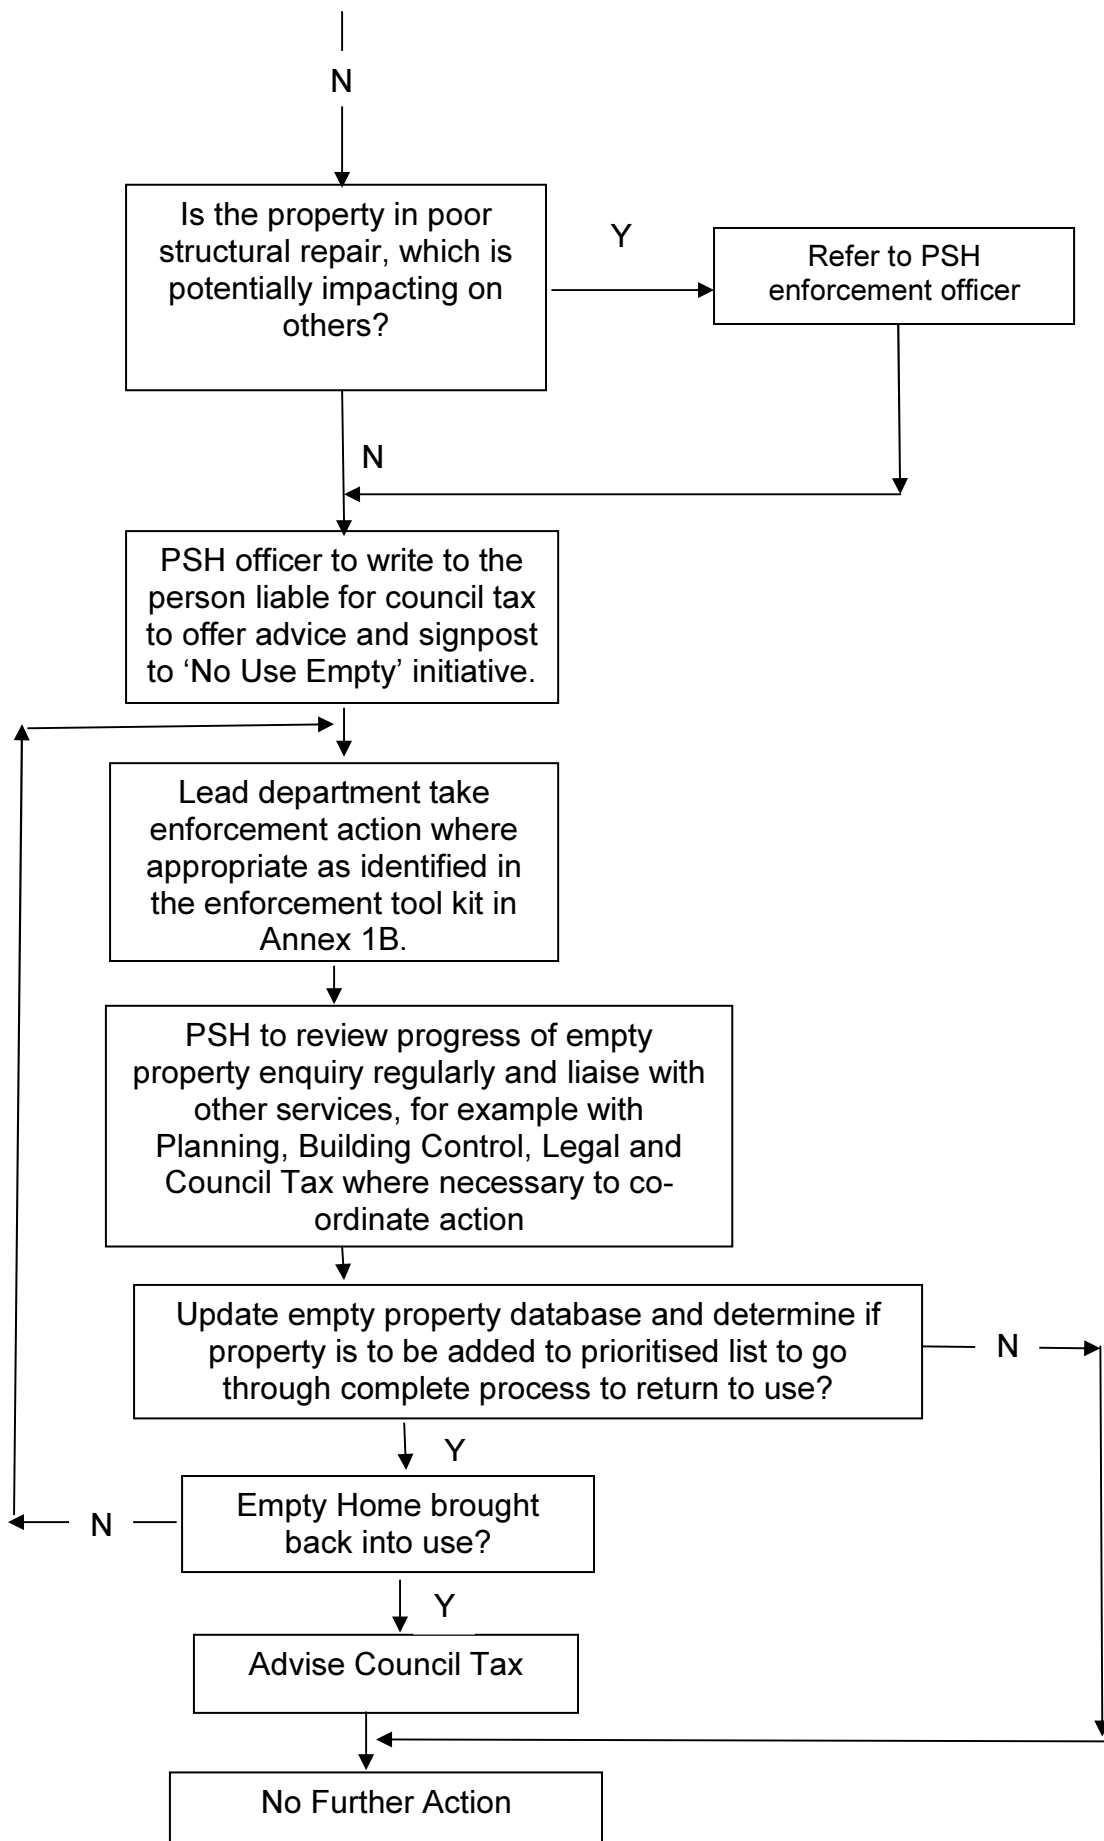 N
Is the property in poor
structural repair, which is
potentially impacting on
others?
Y
Refer to PSH
enforcement officer
N
PSH officer to write to the
person liable for council tax
to offer advice and signpost
to ‘No Use Empty’ initiative.
Lead department take
enforcement action where
appropriate as identified in
the enforcement tool kit in
Annex 1B.
PSH to review progress of empty
property enquiry regularly and liaise with
other services, for example with
Planning, Building Control, Legal and
Council Tax where necessary to co-
ordinate action
Update empty property database and determine if
property is to be added to prioritised list to go
through complete process to return to use?
N
Y
Empty Home brought
back into use?
N
Y
Advise Council Tax
No Further Action